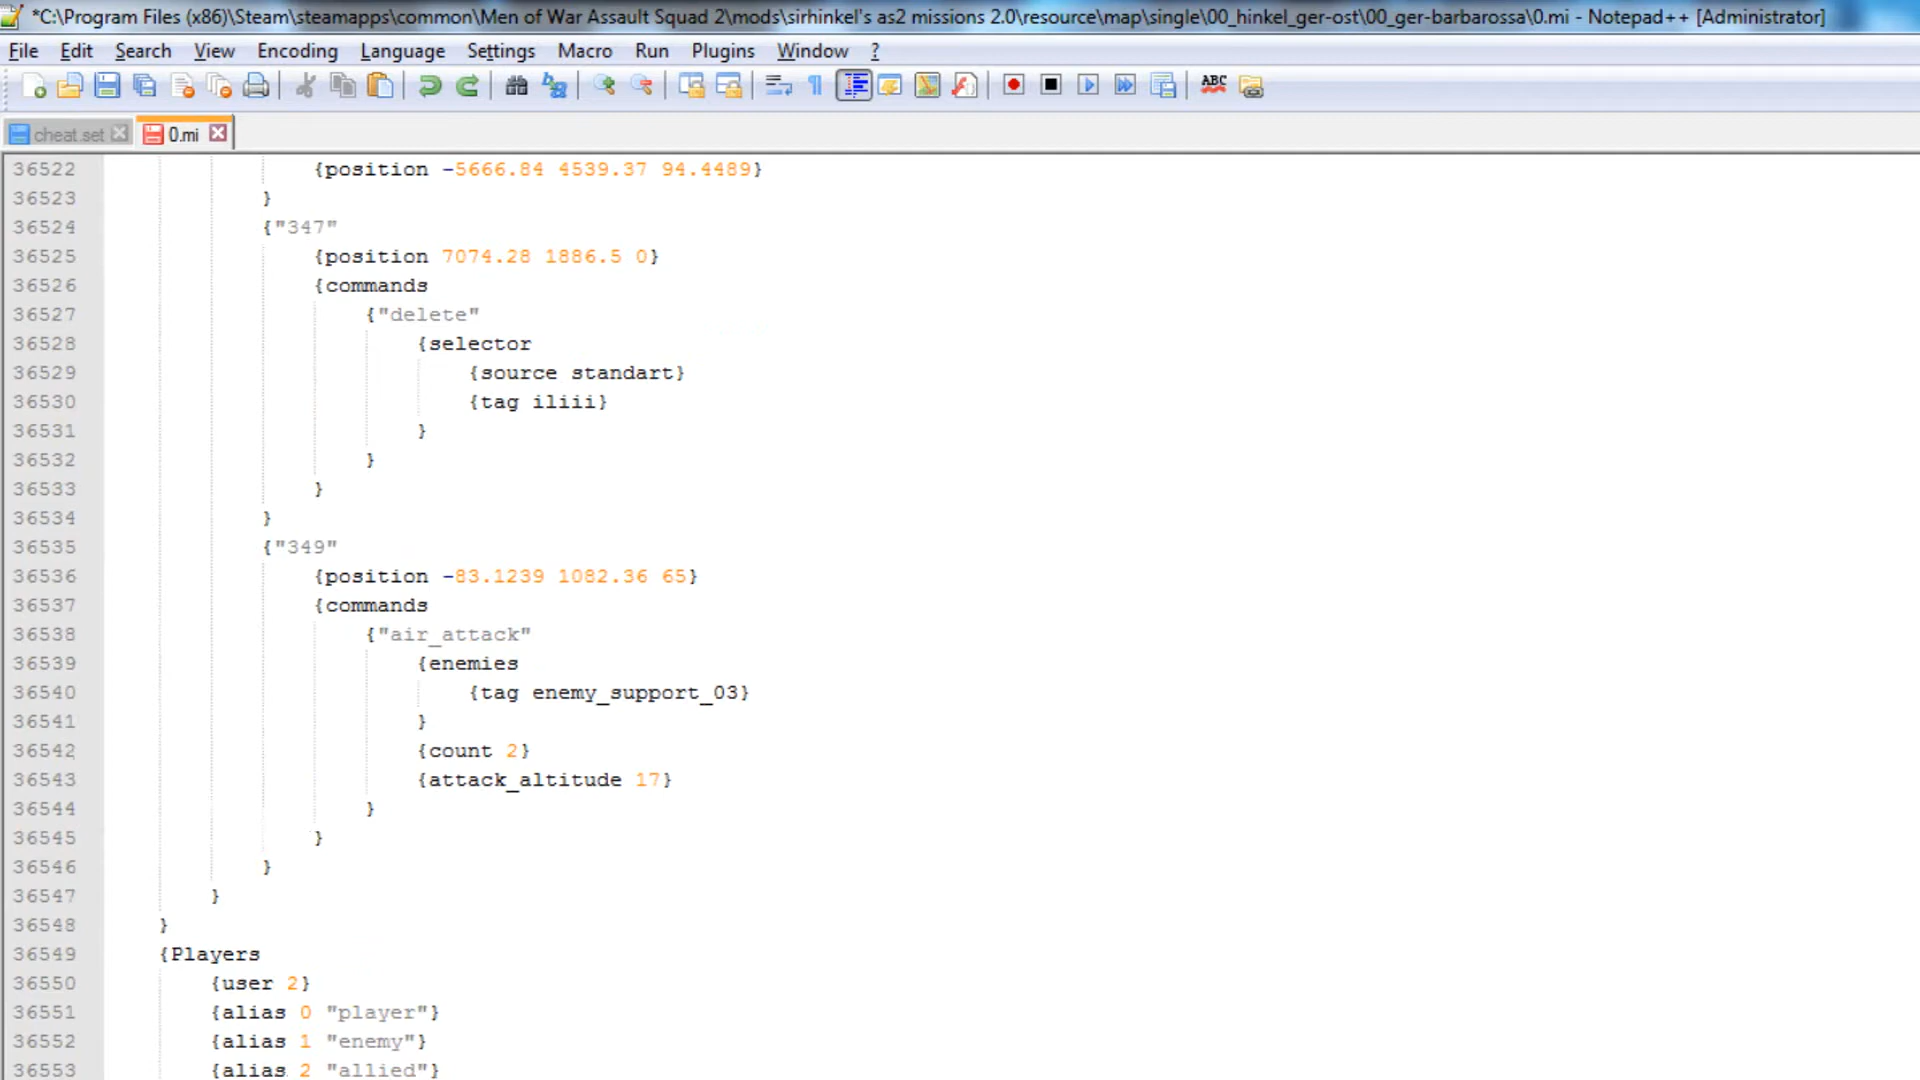 *C:\Program Files (x86)\Steam\steamapps\common\Men of War Assault Squad 2\mods\sirhinkel's as2 missions 2.0\resource\map\single\00_hinkel_ger-ost\00_ger-barbarossa\0.mi - Notepad++ [Administrator]
File Edit Search View Encoding Language Settings Macro Run Plugins Window ?
ABC
cheat.set 0.mi
36522 {position -5666.84 4539.37 94.4489}
36523 }
36524 {"347"
36525 {position 7074.28 1886.5 0}
36526 {commands
36527 {"delete"
36528 {selector
36529 {source standart}
36530 {tag iliii}
36531 }
36532 }
36533 }
36534 }
36535 {"349"
36536 {position -83.1239 1082.36 65}
36537 {commands
36538 {"air_attack"
36539 {enemies
36540 {tag enemy_support_03}
36541 }
36542 {count 2}
36543 {attack_altitude 17}
36544 }
36545 }
36546 }
36547 }
36548 }
36549 {Players
36550 {user 2}
36551 {alias 0 "player"}
36552 {alias 1 "enemy"}
36553 {alias 2 "allied"}